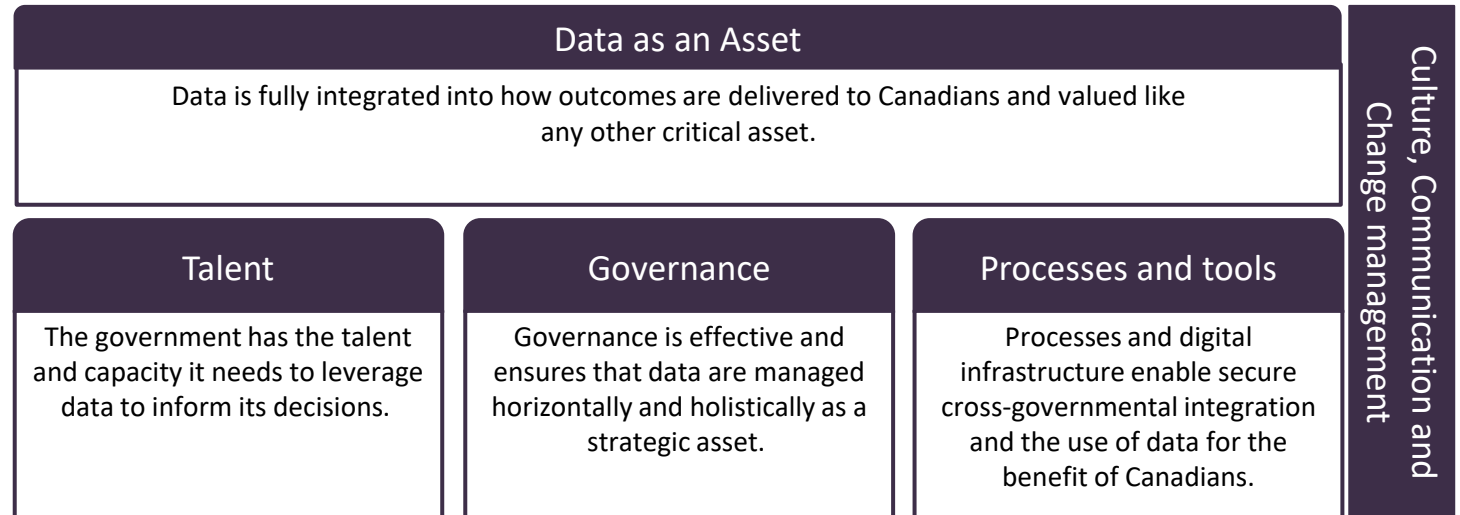 Data as an Asset
Data is fully integrated into how outcomes are delivered to Canadians and valued like
any other critical asset.
Talent
The government has the talent
and capacity it needs to leverage
data to inform its decisions.
Governance
Governance is effective and
ensures that data are managed
horizontally and holistically as a
strategic asset.
Processes and tools
Processes and digital
infrastructure enable secure
cross-governmental integration
and the use of data for the
benefit of Canadians.
Culture, Communication and
Change management